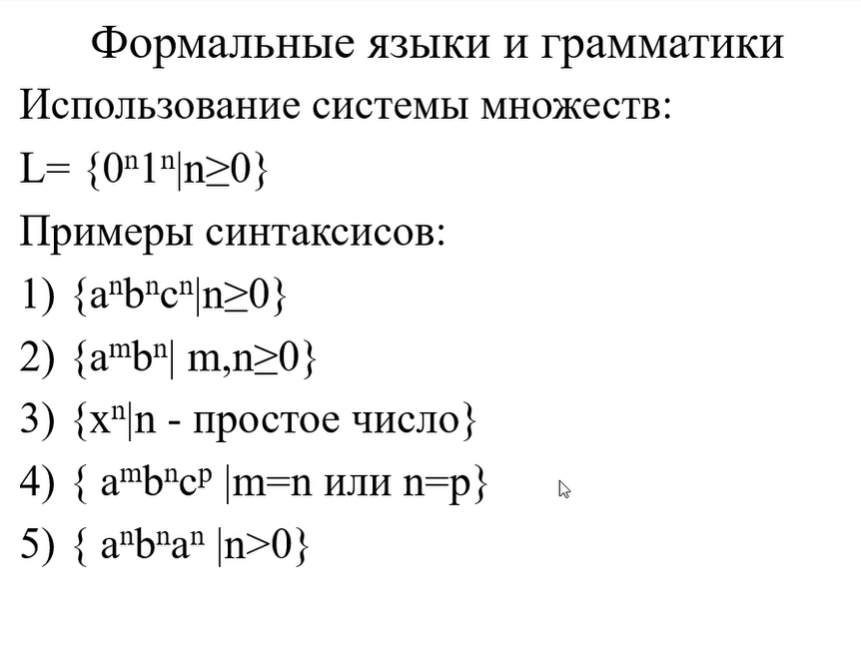 Формальные языки и грамматики
Использование системы множеств:
L= {0ⁿ1ⁿ|n≥0}
Примеры синтаксисов:
1) {aⁿbⁿcⁿ|n≥0}
2) {aᵐbⁿ| m,n≥0}
3) {xⁿ|n - простое число}
4) { aᵐbⁿcᵖ |m=n или n=p}
5) { aⁿbⁿaⁿ |n>0}